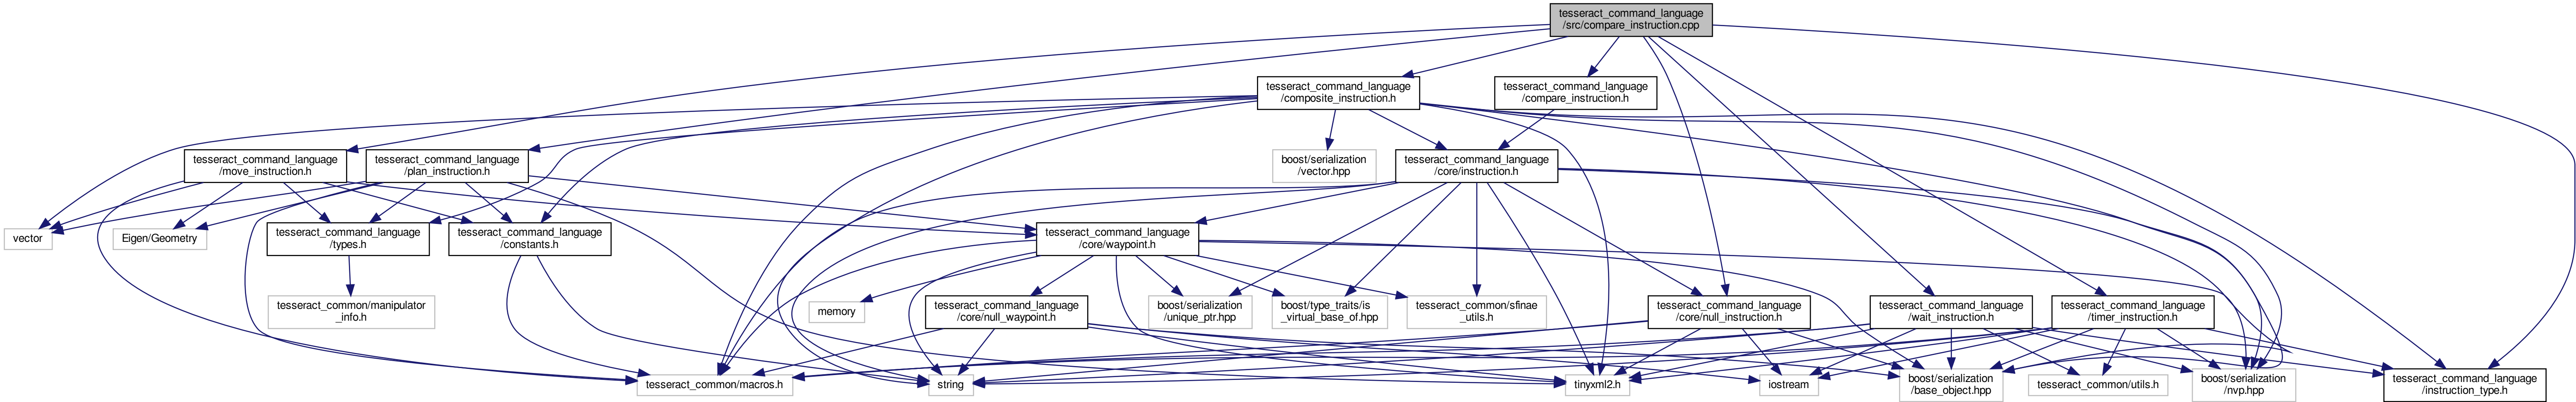 tesseract_command_language
/src/compare_instruction.cpp
tesseract_command_language
/composite_instruction.h
tesseract_command_language
/compare_instruction.h
tesseract_command_language
/move_instruction.h
tesseract_command_language
/plan_instruction.h
boost/serialization
/vector.hpp
tesseract_command_language
/core/instruction.h
vector
Eigen/Geometry
tesseract_command_language
/types.h
tesseract_command_language
/constants.h
tesseract_command_language
/core/waypoint.h
tesseract_common/manipulator
_info.h
memory
tesseract_command_language
/core/null_waypoint.h
boost/serialization
/unique_ptr.hpp
boost/type_traits/is
_virtual_base_of.hpp
tesseract_common/sfinae
_utils.h
tesseract_command_language
/core/null_instruction.h
tesseract_command_language
/wait_instruction.h
tesseract_command_language
/timer_instruction.h
tesseract_common/macros.h
string
tinyxml2.h
iostream
boost/serialization
/base_object.hpp
tesseract_common/utils.h
boost/serialization
/nvp.hpp
tesseract_command_language
/instruction_type.h